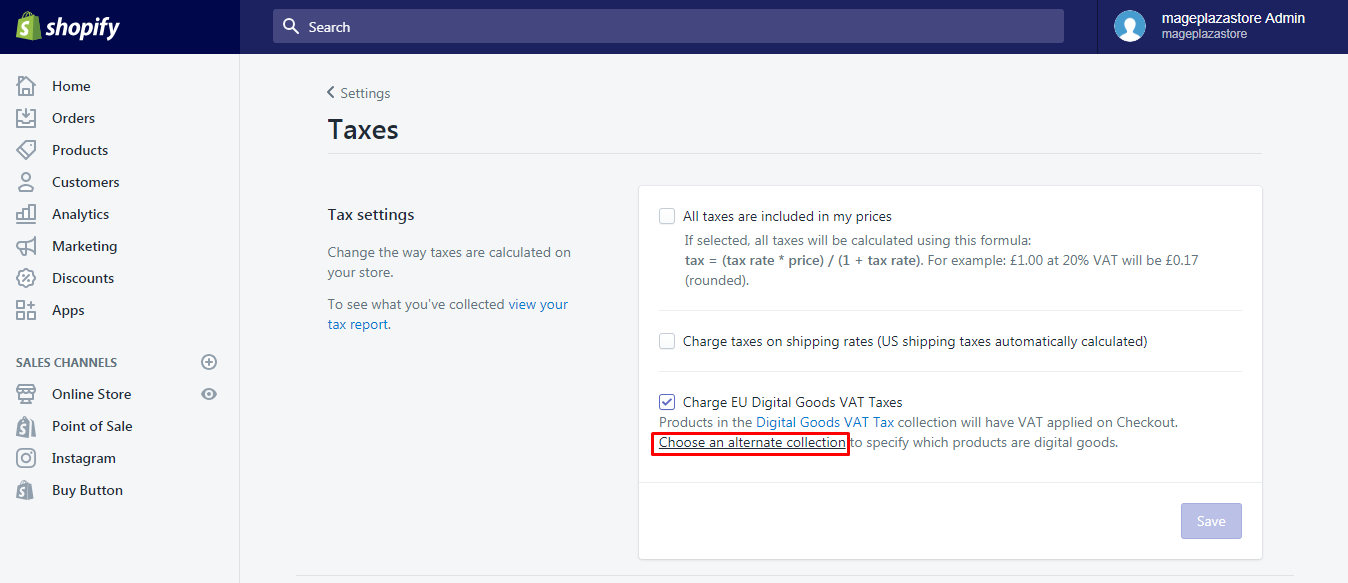 shopify
Search
mageplazastore Admin
mageplazastore
Home
Orders
Products
Customers
Analytics
Marketing
Discounts
Apps
SALES CHANNELS
Online Store
Point of Sale
Instagram
Buy Button
Settings
Taxes
Tax settings
Change the way taxes are calculated on
your store.
To see what you've collected view your
tax report.
All taxes are included in my prices
If selected, all taxes will be calculated using this formula:
tax = (tax rate * price) / (1 + tax rate). For example: £1.00 at 20% VAT will be £0.17
(rounded).
Charge taxes on shipping rates (US shipping taxes automatically calculated)
Charge EU Digital Goods VAT Taxes
Products in the Digital Goods VAT Tax collection will have VAT applied on Checkout.
Choose an alternate collection to specify which products are digital goods.
Save